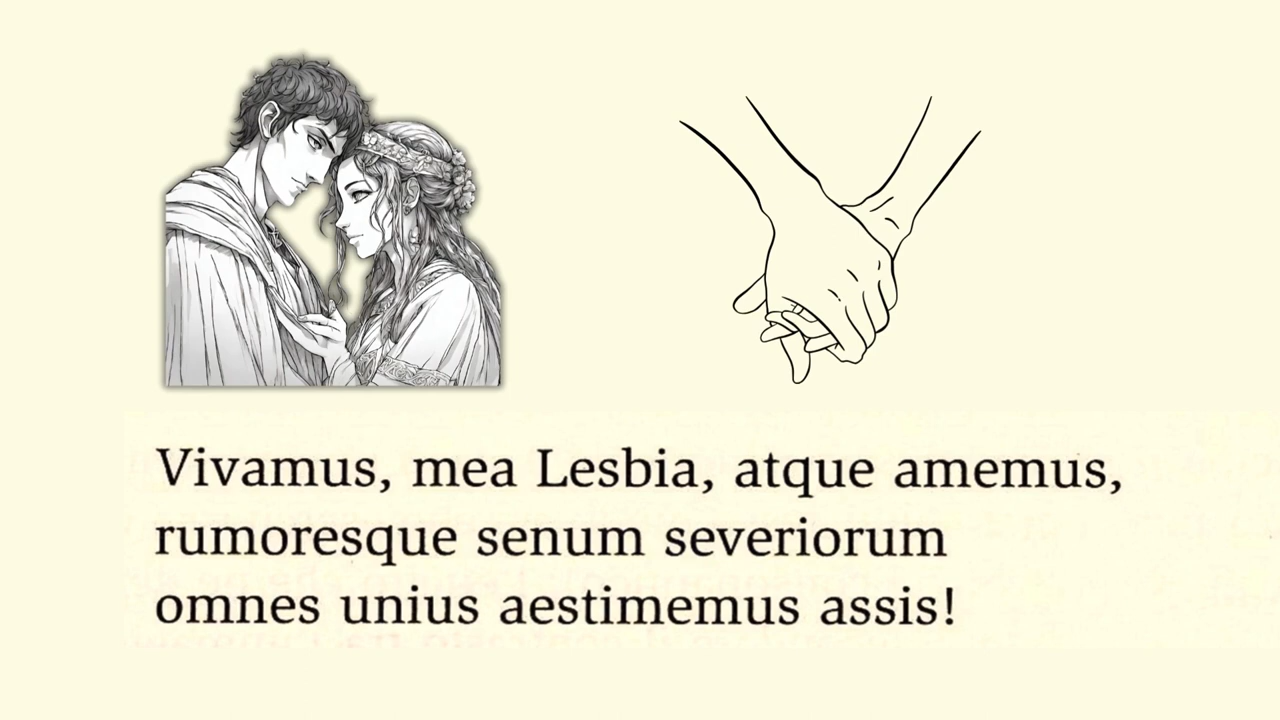 Vivamus, mea Lesbia, atque amemus,
rumoresque senum severiorum
omnes unius aestimemus assis!